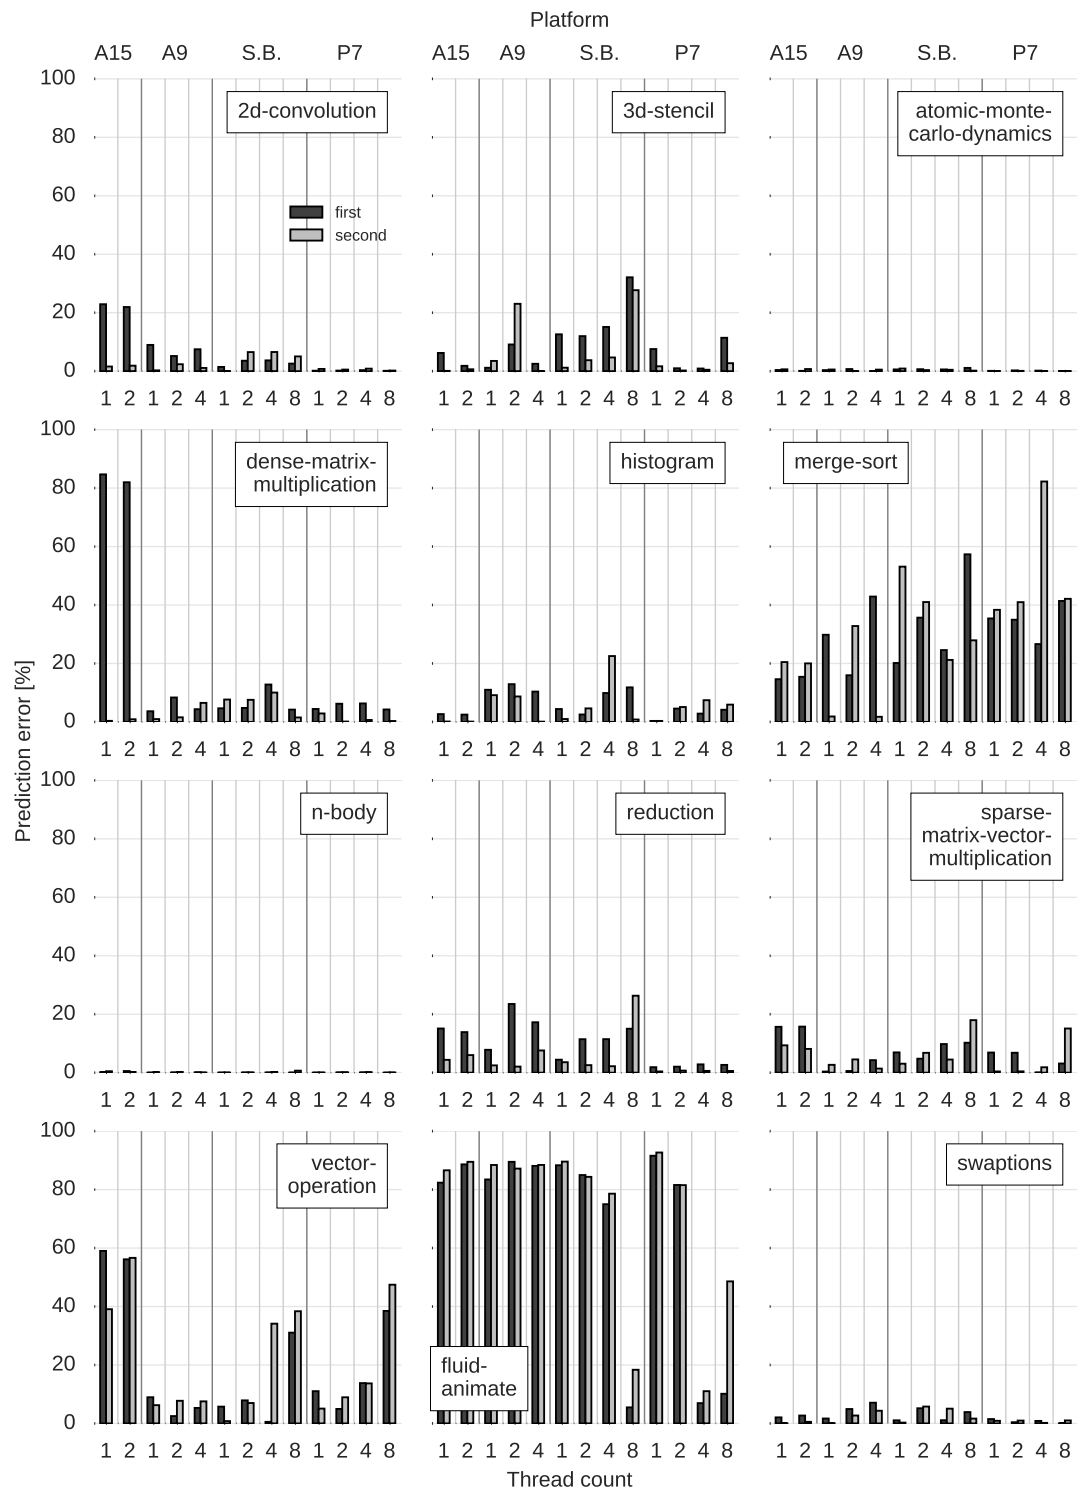 Platform
A15 A9 S.B. P7 A15 A9 S.B. P7 A15 A9 S.B. P7
100
80
60
40
20
0
2d-convolution
first
second
3d-stencil
atomic-monte-
carlo-dynamics
1 2 1 2 4 1 2 4 8 1 2 4 8 1 2 1 2 4 1 2 4 8 1 2 4 8 1 2 1 2 4 1 2 4 8 1 2 4 8
100
80
60
40
20
0
dense-matrix-
multiplication
histogram
merge-sort
1 2 1 2 4 1 2 4 8 1 2 4 8 1 2 1 2 4 1 2 4 8 1 2 4 8 1 2 1 2 4 1 2 4 8 1 2 4 8
Prediction error [%]
100
80
60
40
20
0
n-body
reduction
sparse-
matrix-vector-
multiplication
1 2 1 2 4 1 2 4 8 1 2 4 8 1 2 1 2 4 1 2 4 8 1 2 4 8 1 2 1 2 4 1 2 4 8 1 2 4 8
100
80
60
40
20
0
vector-
operation
fluid-
animate
swaptions
1 2 1 2 4 1 2 4 8 1 2 4 8 1 2 1 2 4 1 2 4 8 1 2 4 8 1 2 1 2 4 1 2 4 8 1 2 4 8
Thread count